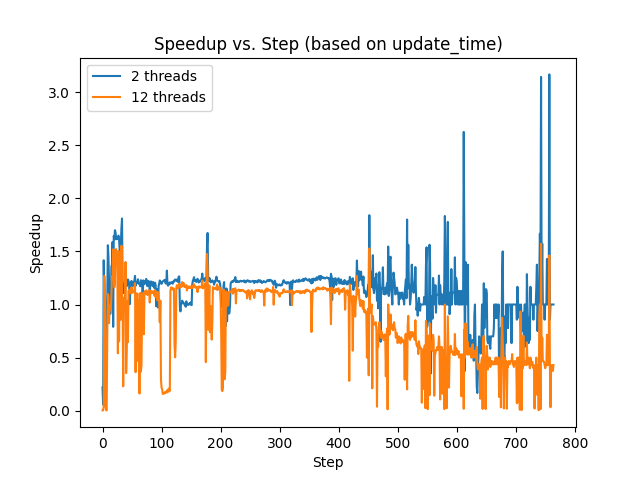 Speedup vs. Step (based on update_time)
2 threads
12 threads
Speedup
3.0
2.5
2.0
1.5
1.0
0.5
0.0
0 100 200 300 400 500 600 700 800
Step